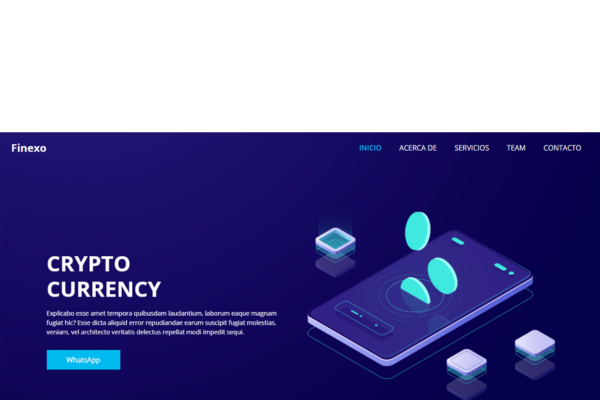 Finexo
INICIO ACERCA DE SERVICIOS TEAM CONTACTO
CRYPTO
CURRENCY
Explicabo esse amet tempora quibusdam laudantium, laborum eaque magnam
fugiat hic? Esse dicta aliquid error repudiandae earum suscipit fugiat molestias,
veniam, vel architecto veritatis delectus repellat modi impedit sequi.
WhatsApp